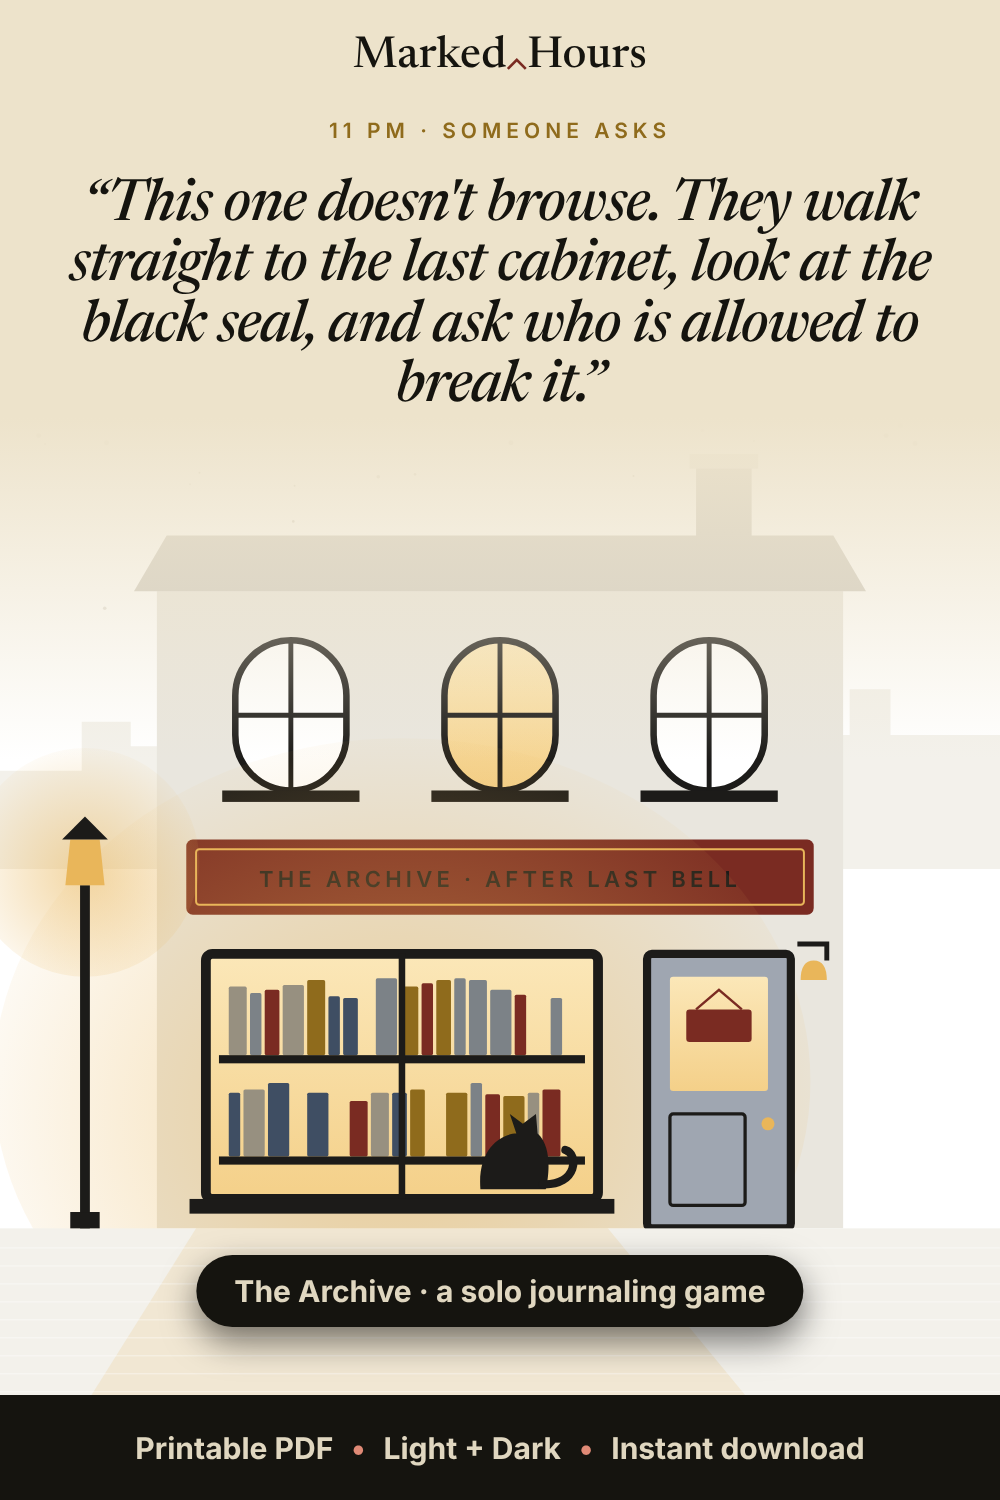 Marked‸Hours
11 PM · SOMEONE ASKS
“This one doesn't browse. They walk
straight to the last cabinet, look at the
black seal, and ask who is allowed to
break it.”
THE ARCHIVE · AFTER LAST BELL
The Archive · a solo journaling game
Printable PDF • Light + Dark • Instant download